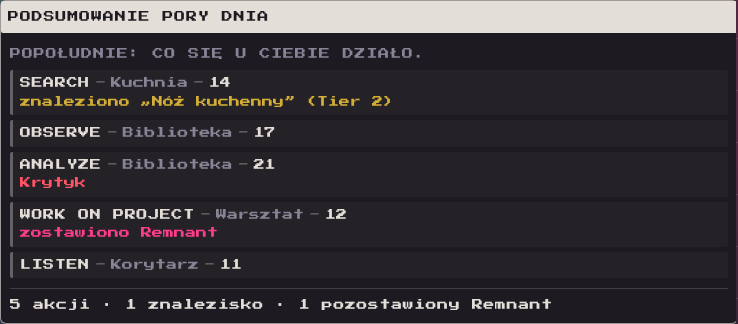 PODSUMOWANIE PORY DNIA
POPOŁUDNIE: CO SIĘ U CIEBIE DZIAŁO.
SEARCH – Kuchnia – 14
znaleziono „Nóż kuchenny” (Tier 2)
OBSERVE – Biblioteka – 17
ANALYZE – Biblioteka – 21
Krytyk
WORK ON PROJECT – Warsztat – 12
zostawiono Remnant
LISTEN – Korytarz – 11
5 akcji · 1 znalezisko · 1 pozostawiony Remnant